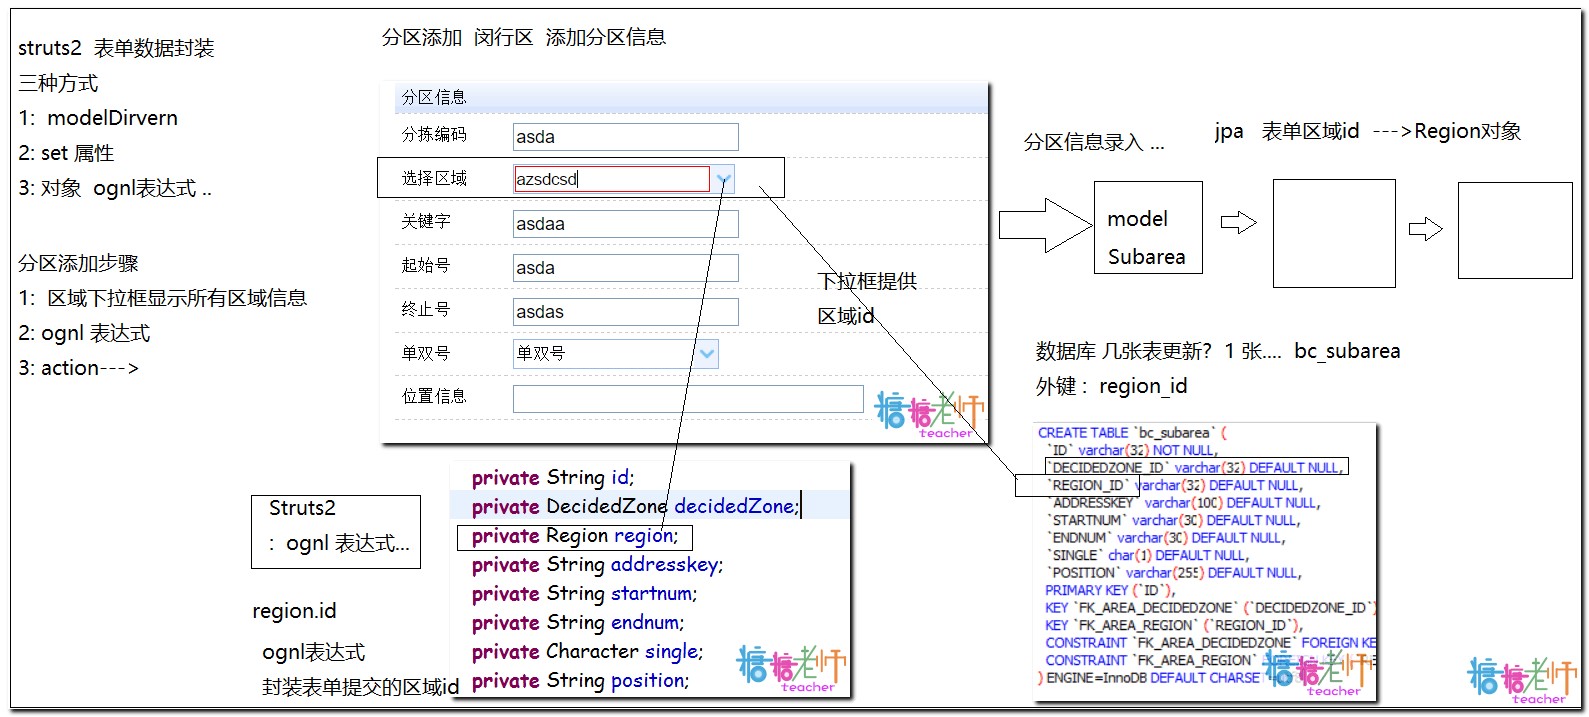 struts2 表单数据封装
三种方式
1: modelDirvern
2: set 属性
3: 对象 ognl表达式 ..
分区添加步骤
1: 区域下拉框显示所有区域信息
2: ognl 表达式
3: action--->
分区添加 闵行区 添加分区信息
分区信息
分拣编码 asda
选择区域 azsdcsd
关键字 asdaa
起始号 asda
终止号 asdas
单双号 单双号
位置信息
糖糖老师
teacher
下拉框提供
区域id
分区信息录入 ...
jpa 表单区域id --->Region对象
model
Subarea
数据库 几张表更新? 1 张.... bc_subarea
外键 : region_id
CREATE TABLE `bc_subarea` (
`ID` varchar(32) NOT NULL,
`DECIDEDZONE_ID` varchar(32) DEFAULT NULL,
`REGION_ID` varchar(32) DEFAULT NULL,
`ADDRESSKEY` varchar(100) DEFAULT NULL,
`STARTNUM` varchar(30) DEFAULT NULL,
`ENDNUM` varchar(30) DEFAULT NULL,
`SINGLE` char(1) DEFAULT NULL,
`POSITION` varchar(255) DEFAULT NULL,
PRIMARY KEY (`ID`),
KEY `FK_AREA_DECIDEDZONE` (`DECIDEDZONE_ID`)
KEY `FK_AREA_REGION` (`REGION_ID`),
CONSTRAINT `FK_AREA_DECIDEDZONE` FOREIGN KE
CONSTRAINT `FK_AREA_REGION`
) ENGINE=InnoDB DEFAULT CHARSE
糖糖老师
teacher
Struts2
: ognl 表达式...
region.id
ognl表达式
封装表单提交的区域id
private String id;
private DecidedZone decidedZone;
private Region region;
private String addresskey;
private String startnum;
private String endnum;
private Character single;
private String position;
糖糖老师
teacher
糖糖老师
teacher